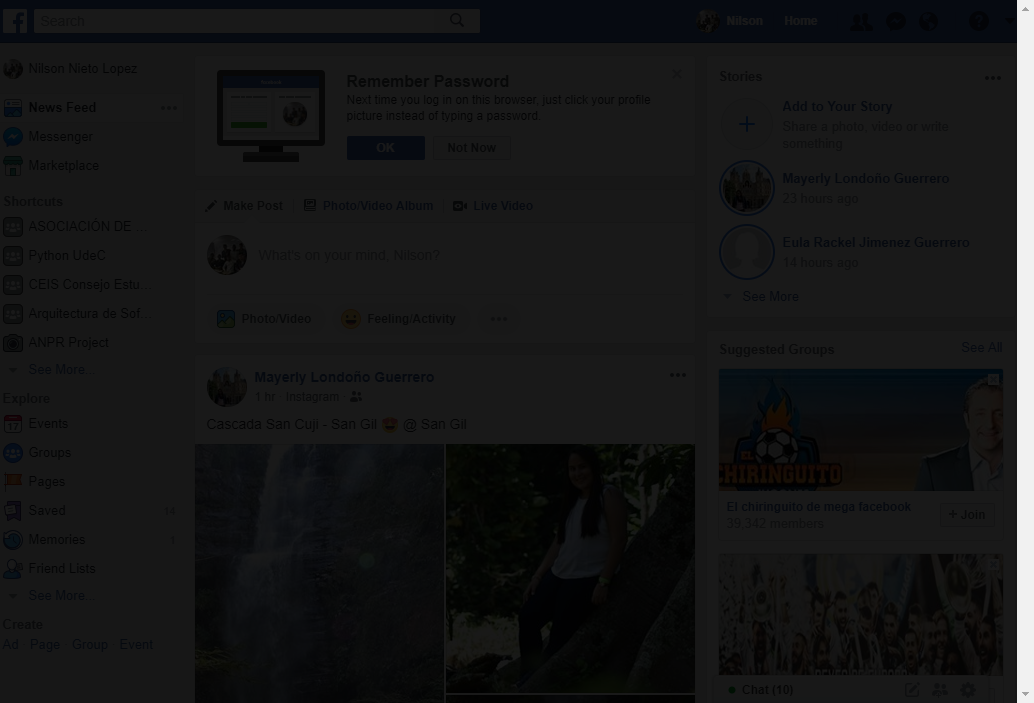 Search
Nilson
Home
Nilson Nieto Lopez
News Feed
Messenger
Marketplace
Shortcuts
ASOCIACIÓN DE ...
Python UdeC
CEIS Consejo Estu...
Arquitectura de Sof...
ANPR Project
See More...
Explore
Events
Groups
Pages
Saved 14
Memories 1
Friend Lists
See More...
Create
Ad Page Group Event
Remember Password
Next time you log in on this browser, just click your profile
picture instead of typing a password.
OK Not Now
Make Post Photo/Video Album Live Video
What's on your mind, Nilson?
Photo/Video Feeling/Activity
Mayerly Londoño Guerrero
1 hr · Instagram ·
Cascada San Cuji - San Gil 😍 @ San Gil
Stories
Add to Your Story
Share a photo, video or write
something
Mayerly Londoño Guerrero
23 hours ago
Eula Rackel Jimenez Guerrero
14 hours ago
See More
Suggested Groups See All
EL
CHIRINGUITO
El chiringuito de mega facebook
39,342 members
+ Join
Chat (10)